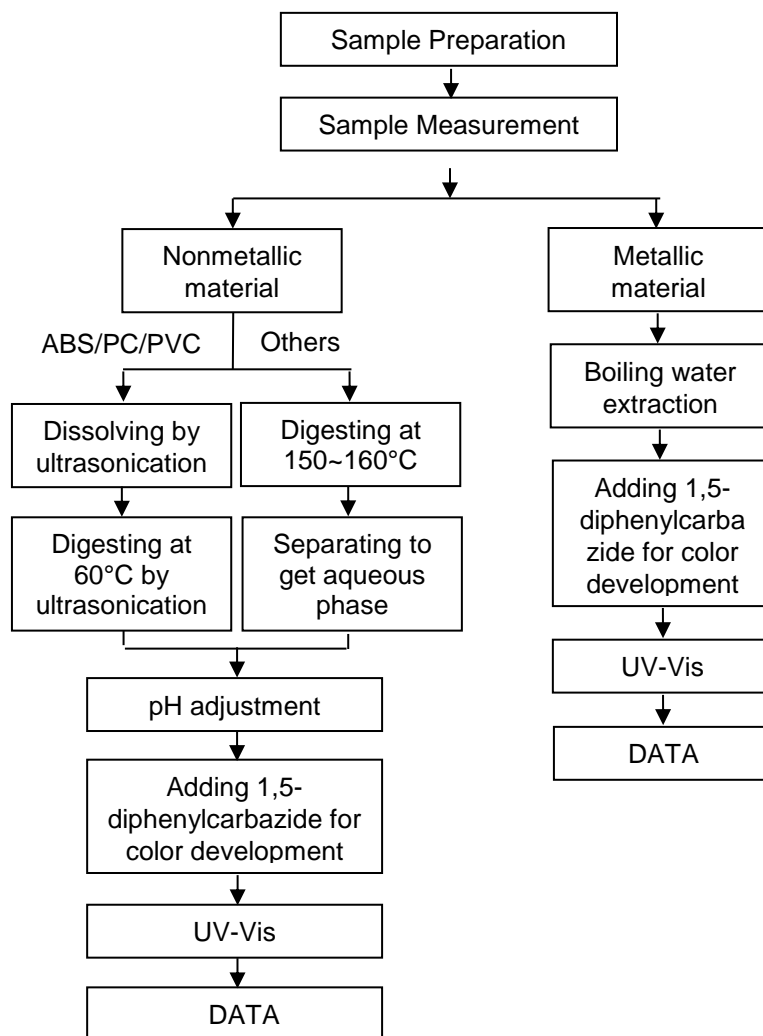 Sample Preparation
Sample Measurement
Nonmetallic
material
ABS/PC/PVC
Others
Dissolving by
ultrasonication
Digesting at
150~160°C
Digesting at
60°C by
ultrasonication
Separating to
get aqueous
phase
pH adjustment
Adding 1,5-
diphenylcarbazide for
color development
UV-Vis
DATA
Metallic
material
Boiling water
extraction
Adding 1,5-
diphenylcarba
zide for color
development
UV-Vis
DATA